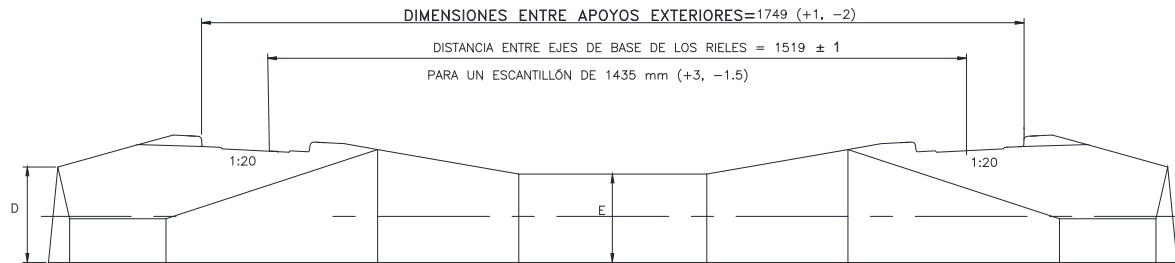 DIMENSIONES ENTRE APOYOS EXTERIORES=1749 (+1, −2)
DISTANCIA ENTRE EJES DE BASE DE LOS RIELES = 1519 ± 1
PARA UN ESCANTILLÓN DE 1435 mm (+3, −1.5)
1:20
1:20
D
E